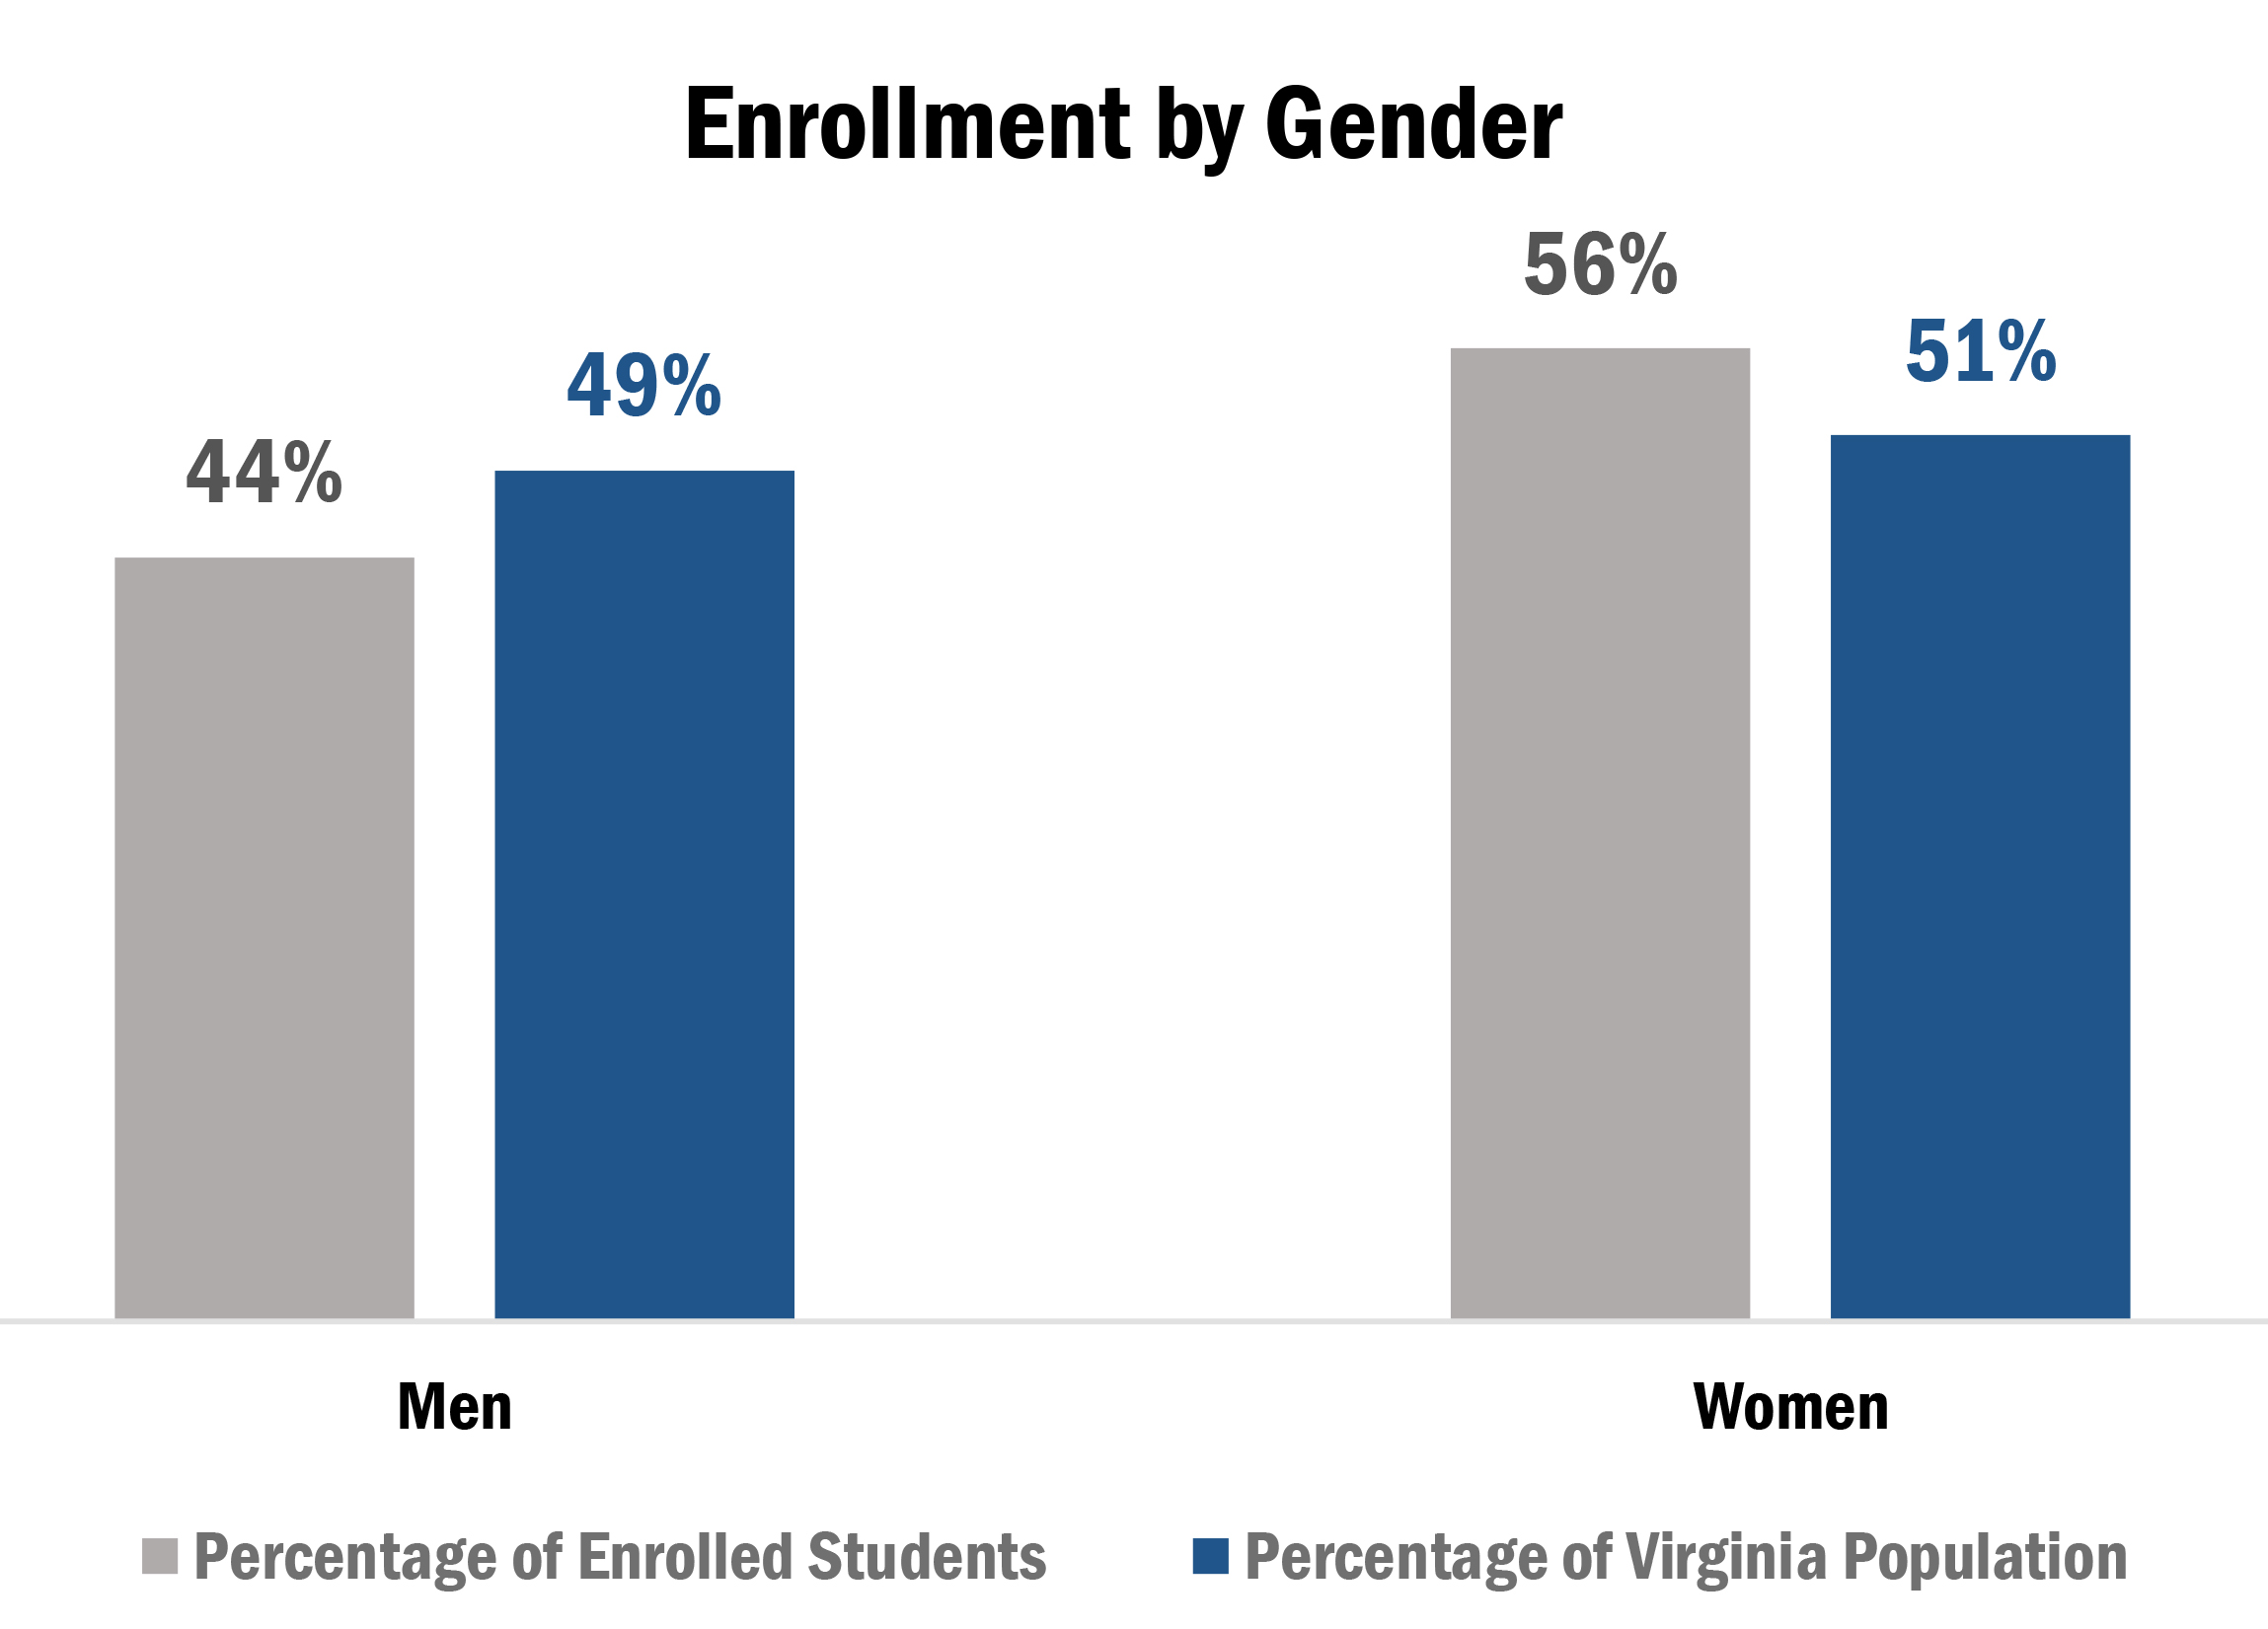 Enrollment by Gender
56%
51%
49%
44%
Men
Women
Percentage of Enrolled Students
Percentage of Virginia Population